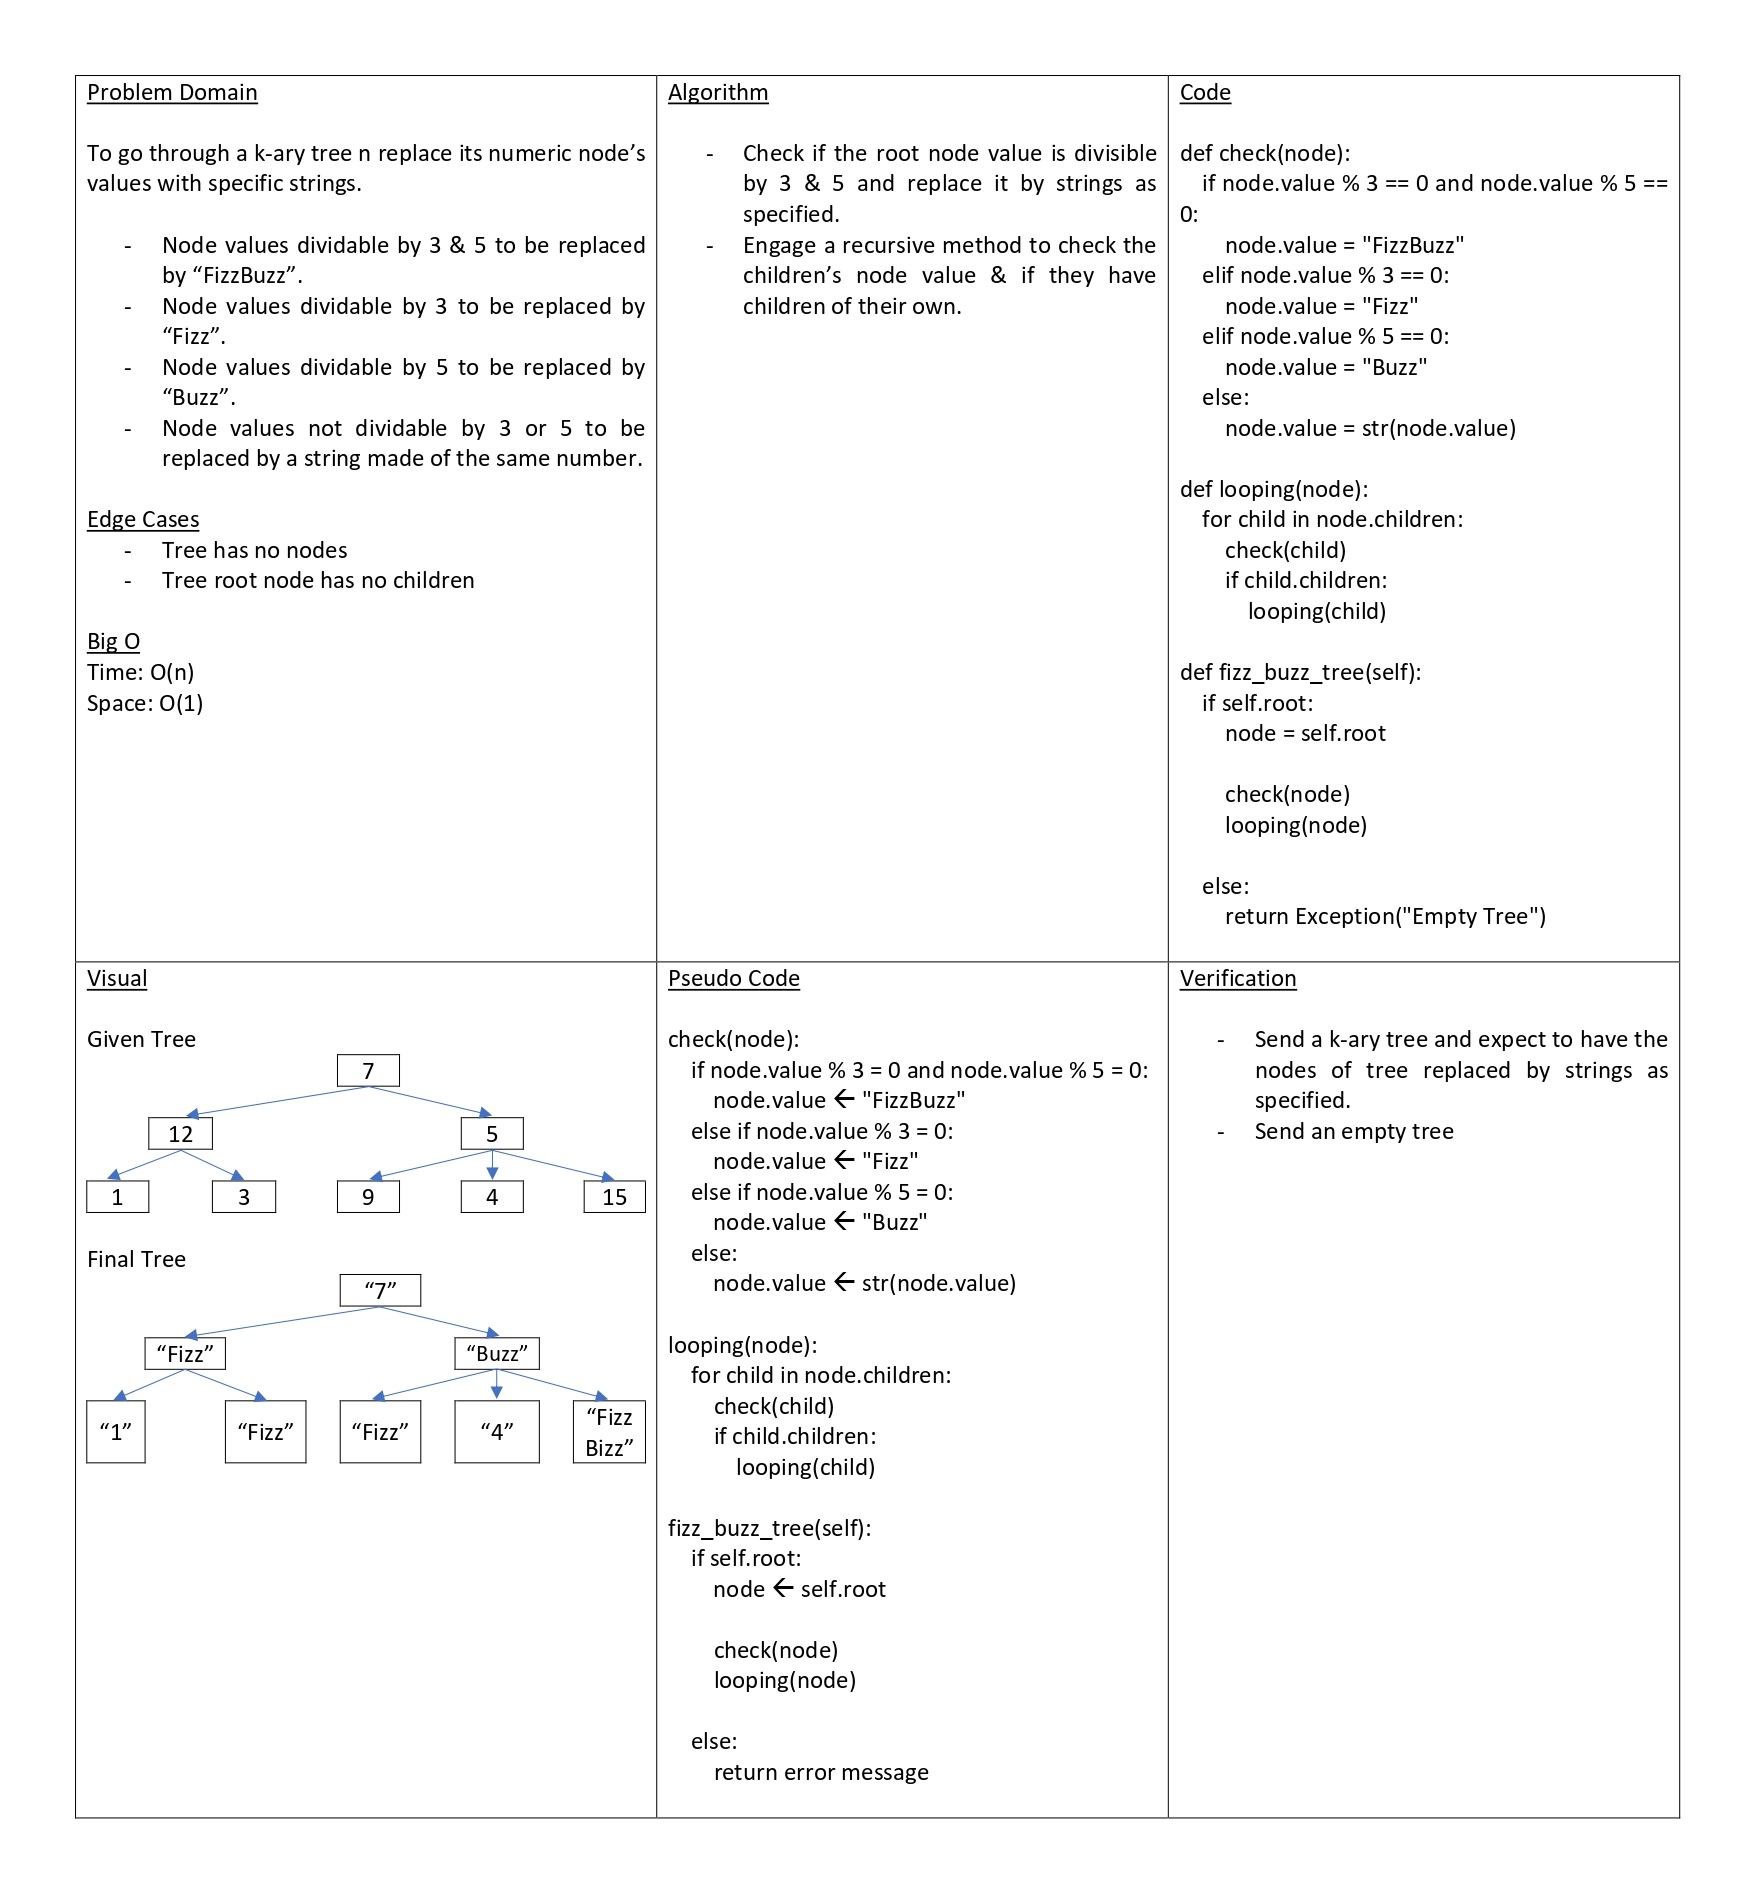 Problem Domain
To go through a k-ary tree n replace its numeric node’s
values with specific strings.
- Node values dividable by 3 & 5 to be replaced
by “FizzBuzz”.
- Node values dividable by 3 to be replaced by
“Fizz”.
- Node values dividable by 5 to be replaced by
“Buzz”.
- Node values not dividable by 3 or 5 to be
replaced by a string made of the same number.
Edge Cases
- Tree has no nodes
- Tree root node has no children
Big O
Time: O(n)
Space: O(1)
Algorithm
- Check if the root node value is divisible
by 3 & 5 and replace it by strings as
specified.
- Engage a recursive method to check the
children’s node value & if they have
children of their own.
Code
def check(node):
if node.value % 3 == 0 and node.value % 5 ==
0:
node.value = "FizzBuzz"
elif node.value % 3 == 0:
node.value = "Fizz"
elif node.value % 5 == 0:
node.value = "Buzz"
else:
node.value = str(node.value)
def looping(node):
for child in node.children:
check(child)
if child.children:
looping(child)
def fizz_buzz_tree(self):
if self.root:
node = self.root
check(node)
looping(node)
else:
return Exception("Empty Tree")
Visual
Given Tree
7
12 5
1 3 9 4 15
Final Tree
“7”
“Fizz” “Buzz”
“1” “Fizz” “Fizz” “4” “Fizz
Bizz”
Pseudo Code
check(node):
if node.value % 3 = 0 and node.value % 5 = 0:
node.value ← "FizzBuzz"
else if node.value % 3 = 0:
node.value ← "Fizz"
else if node.value % 5 = 0:
node.value ← "Buzz"
else:
node.value ← str(node.value)
looping(node):
for child in node.children:
check(child)
if child.children:
looping(child)
fizz_buzz_tree(self):
if self.root:
node ← self.root
check(node)
looping(node)
else:
return error message
Verification
- Send a k-ary tree and expect to have the
nodes of tree replaced by strings as
specified.
- Send an empty tree